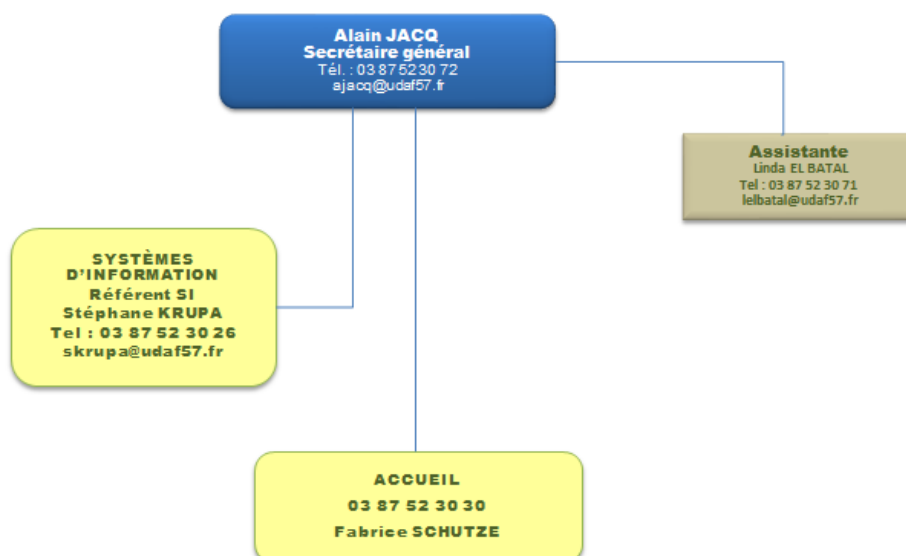 Alain JACQ
Secrétaire général
Tél. : 03 87 52 30 72
ajacq@udaf57.fr
Assistante
Linda EL BATAL
Tel : 03 87 52 30 71
lelbatal@udaf57.fr
SYSTÈMES
D'INFORMATION
Référent SI
Stéphane KRUPA
Tel : 03 87 52 30 26
skrupa@udaf57.fr
ACCUEIL
03 87 52 30 30
Fabrice SCHUTZE